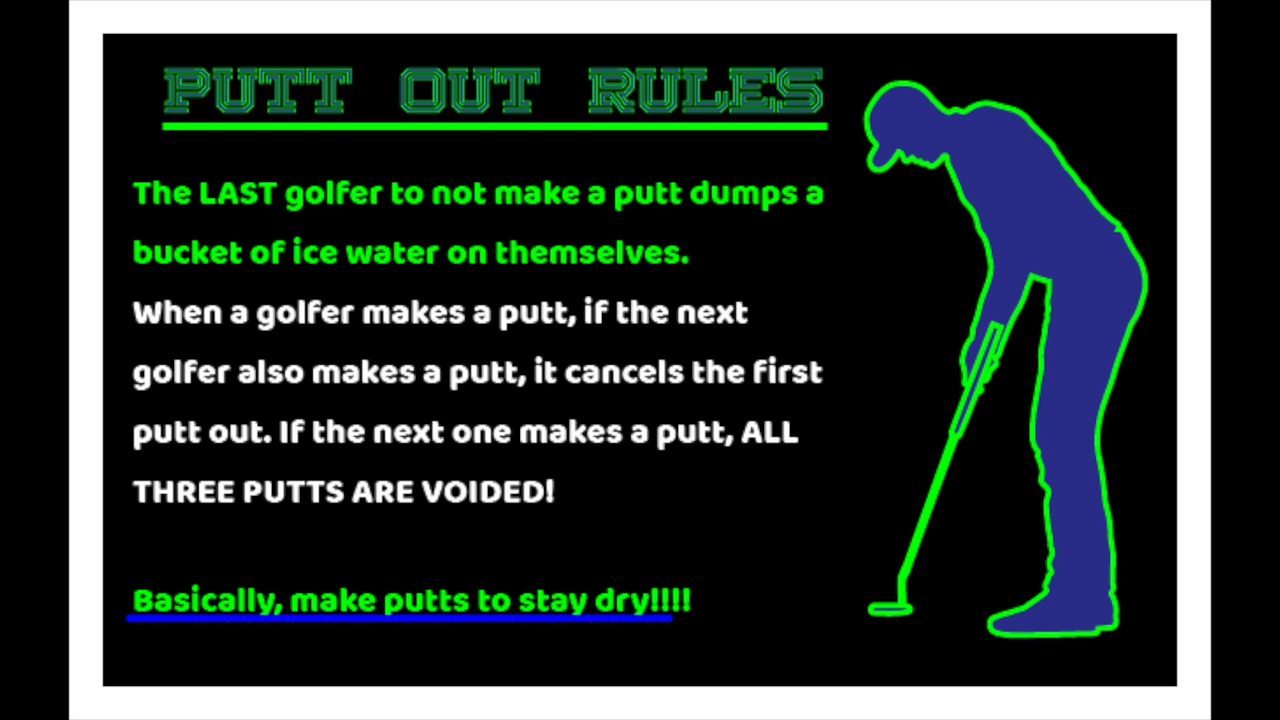 PUTT OUT RULES
The LAST golfer to not make a putt dumps a
bucket of ice water on themselves.
When a golfer makes a putt, if the next
golfer also makes a putt, it cancels the first
putt out. If the next one makes a putt, ALL
THREE PUTTS ARE VOIDED!
Basically, make putts to stay dry!!!!